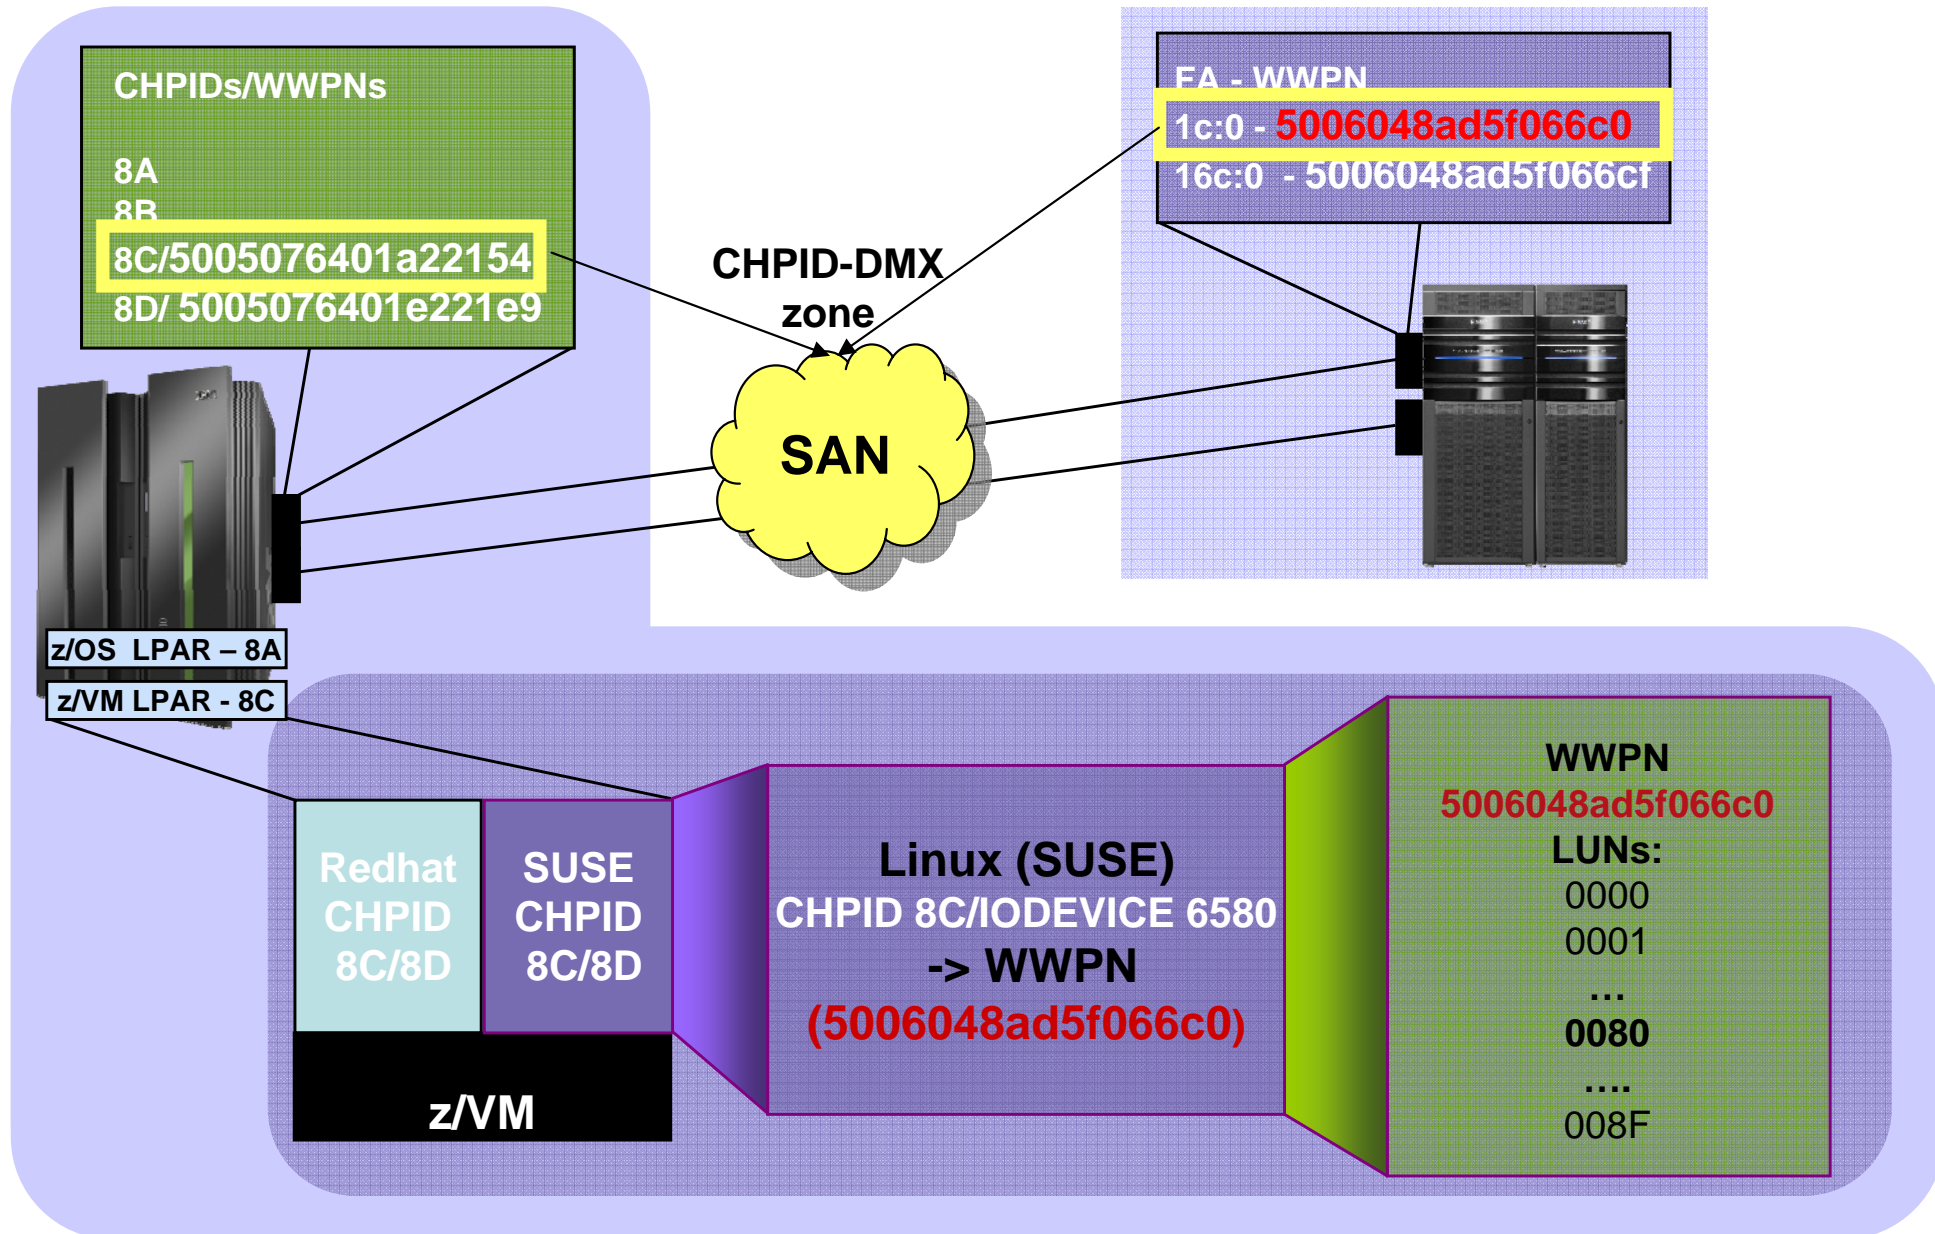 CHPIDs/WWPNs
8A
8B
8C/5005076401a22154
8D/ 5005076401e221e9
FA - WWPN
1c:0 - 5006048ad5f066c0
16c:0 - 5006048ad5f066cf
CHPID-DMX
zone
SAN
z/OS LPAR – 8A
z/VM LPAR - 8C
Redhat
CHPID
8C/8D
SUSE
CHPID
8C/8D
z/VM
Linux (SUSE)
CHPID 8C/IODEVICE 6580
-> WWPN
(5006048ad5f066c0)
WWPN
5006048ad5f066c0
LUNs:
0000
0001
...
0080
....
008F